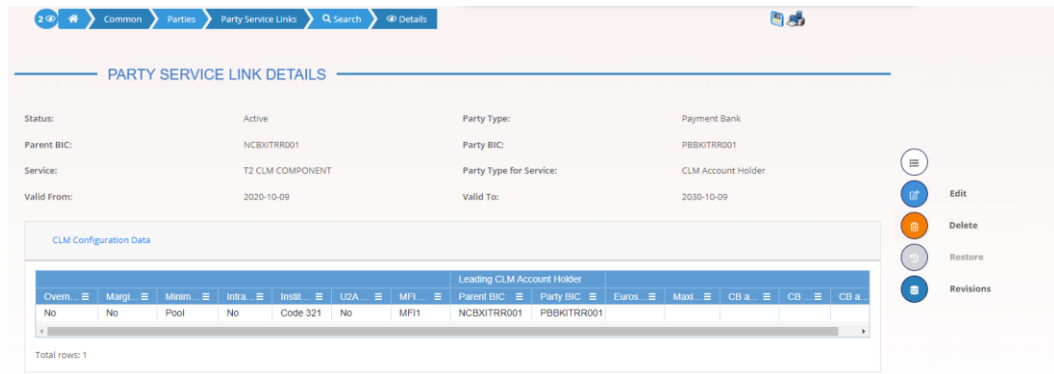 2 Common Parties Party Service Links Search Details
PARTY SERVICE LINK DETAILS
Status: Active Party Type: Payment Bank
Parent BIC: NCBXITRR001 Party BIC: PBBKITRR001
Service: T2 CLM COMPONENT Party Type for Service: CLM Account Holder
Valid From: 2020-10-09 Valid To: 2030-10-09
Edit
Delete
Restore
Revisions
CLM Configuration Data
Leading CLM Account Holder
Overn... Margi... Minim... Intra... Instit... U2A ... MFI ... Parent BIC Party BIC Euros... Maxi... CB a... CB ... CB a...
No No Pool No Code 321 No MFI1 NCBXITRR001 PBBKITRR001
Total rows: 1